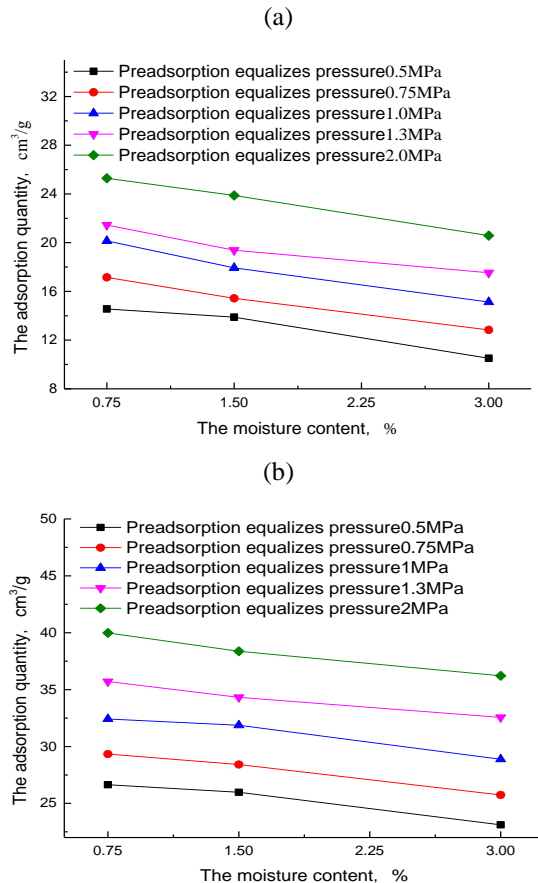 (a)
32
28
24
20
16
12
8
The adsorption quantity, cm³/g
Preadsorption equalizes pressure0.5MPa
Preadsorption equalizes pressure0.75MPa
Preadsorption equalizes pressure1.0MPa
Preadsorption equalizes pressure1.3MPa
Preadsorption equalizes pressure2.0MPa
0.75 1.50 2.25 3.00
The moisture content, %
(b)
50
45
40
35
30
25
The adsorption quantity, cm³/g
Preadsorption equalizes pressure0.5MPa
Preadsorption equalizes pressure0.75MPa
Preadsorption equalizes pressure1MPa
Preadsorption equalizes pressure1.3MPa
Preadsorption equalizes pressure2MPa
0.75 1.50 2.25 3.00
The moisture content, %